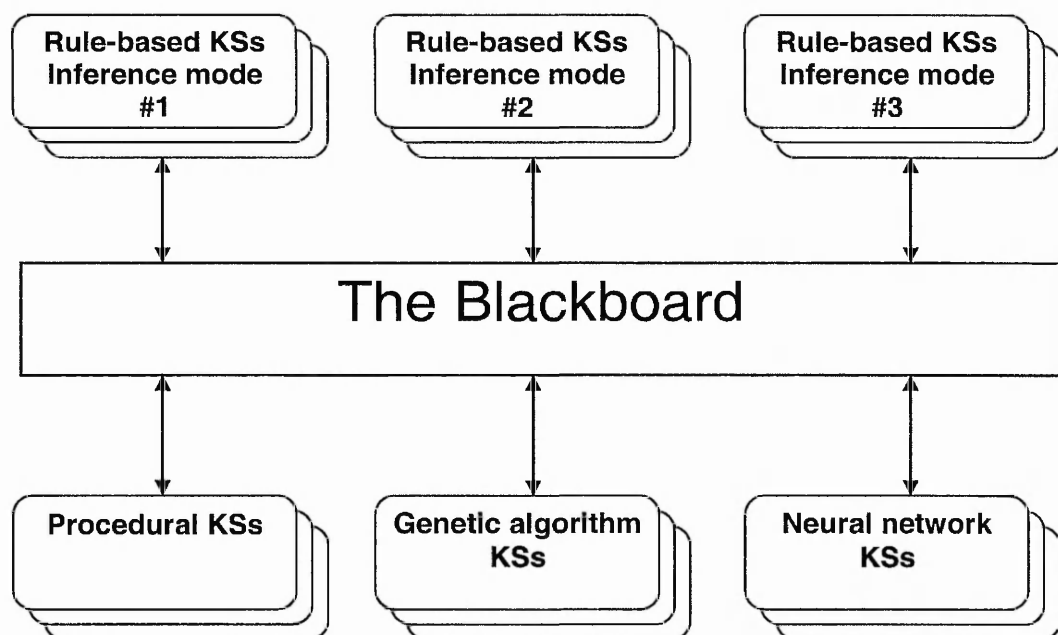 Rule-based KSs
Inference mode
#1
Rule-based KSs
Inference mode
#2
Rule-based KSs
Inference mode
#3
The Blackboard
Procedural KSs
Genetic algorithm
KSs
Neural network
KSs